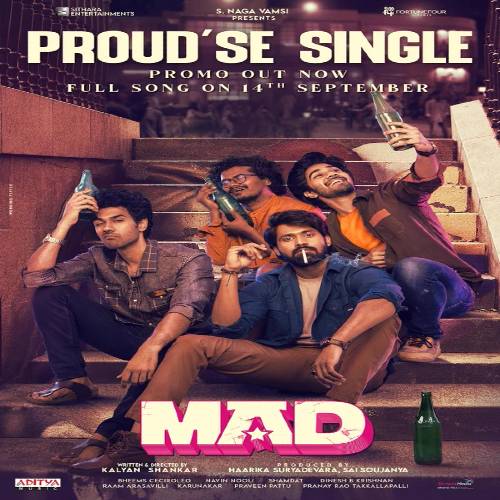 SITHARA
ENTERTAINMENTS
S. NAGA VAMSI
PRESENTS
FORTUNE FOUR
PROUD'SE SINGLE
PROMO OUT NOW
FULL SONG ON 14TH SEPTEMBER
MAD
WRITTEN & DIRECTED BY
KALYAN SHANKAR
PRODUCED BY
HAARIKA SURYADEVARA, SAI SOUJANYA
BHEEMS CECIROLEO NAVIN NOOLI SHAMDAT DINESH B KRISHNAN
RAAM ARASAVILLI KARUNAKAR PRAVEEN PATTU PRANAY RAO TAKKALLAPALLI
ADITYA
MUSIC